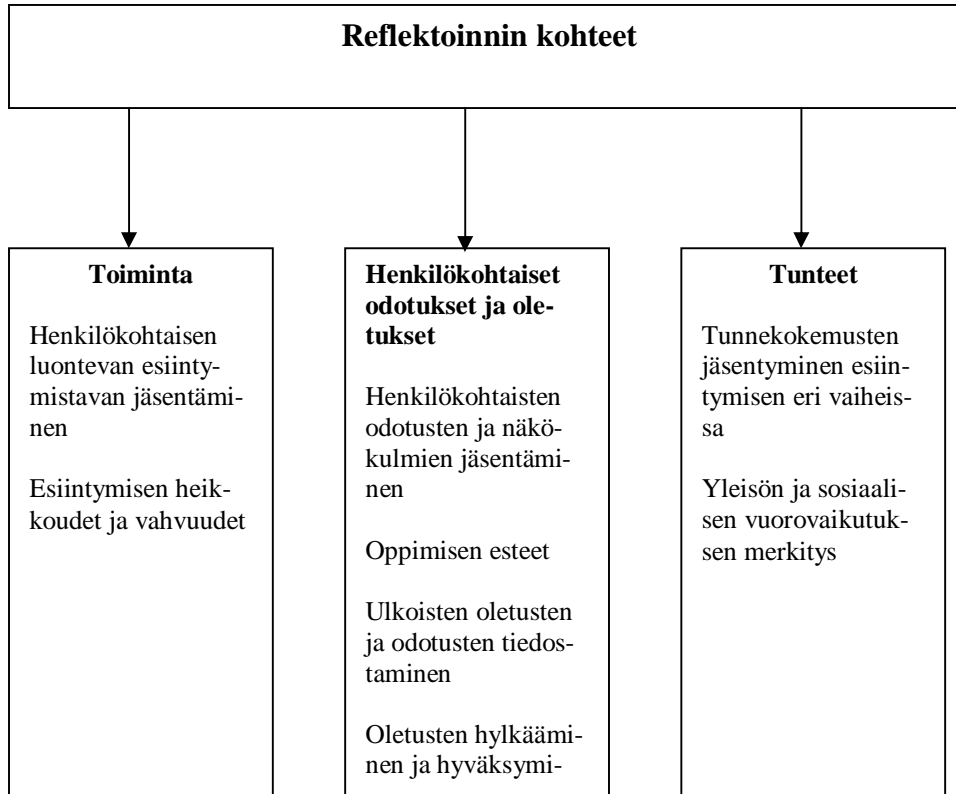 Reflektoinnin kohteet
Toiminta
Henkilökohtaisen
luontevan esiinty-
mistavan jäsentämi-
nen
Esiintymisen heik-
koudet ja vahvuudet
Henkilökohtaiset
odotukset ja ole-
tukset
Henkilökohtaisten
odotusten ja näkö-
kulmien jäsentämi-
nen
Oppimisen esteet
Ulkoisten oletusten
ja odotusten tiedos-
taminen
Oletusten hylkäämi-
nen ja hyväksymi-
Tunteet
Tunnekokemusten
jäsentyminen esiin-
tymisen eri vaiheis-
sa
Yleisön ja sosiaali-
sen vuorovaikutuk-
sen merkitys